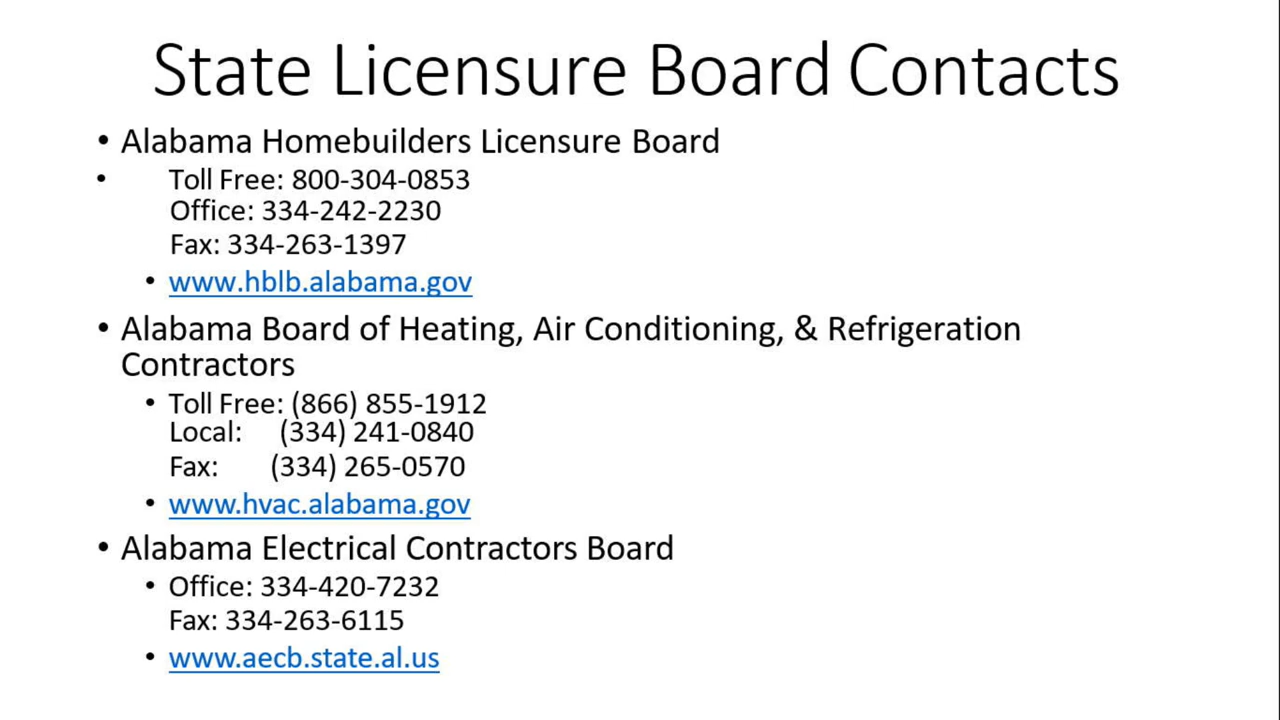 State Licensure Board Contacts
• Alabama Homebuilders Licensure Board
• Toll Free: 800-304-0853
Office: 334-242-2230
Fax: 334-263-1397
• www.hblb.alabama.gov
• Alabama Board of Heating, Air Conditioning, & Refrigeration
Contractors
• Toll Free: (866) 855-1912
Local: (334) 241-0840
Fax: (334) 265-0570
• www.hvac.alabama.gov
• Alabama Electrical Contractors Board
• Office: 334-420-7232
Fax: 334-263-6115
• www.aecb.state.al.us